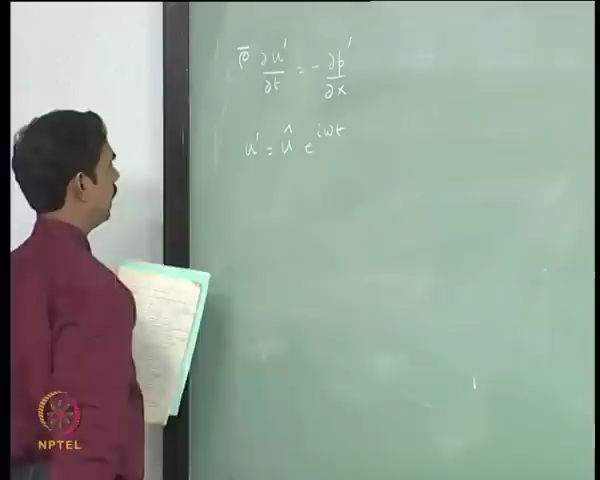 ρ̄ ∂u'/∂t = - ∂p'/∂x
u' = û e^{iωt}
NPTEL